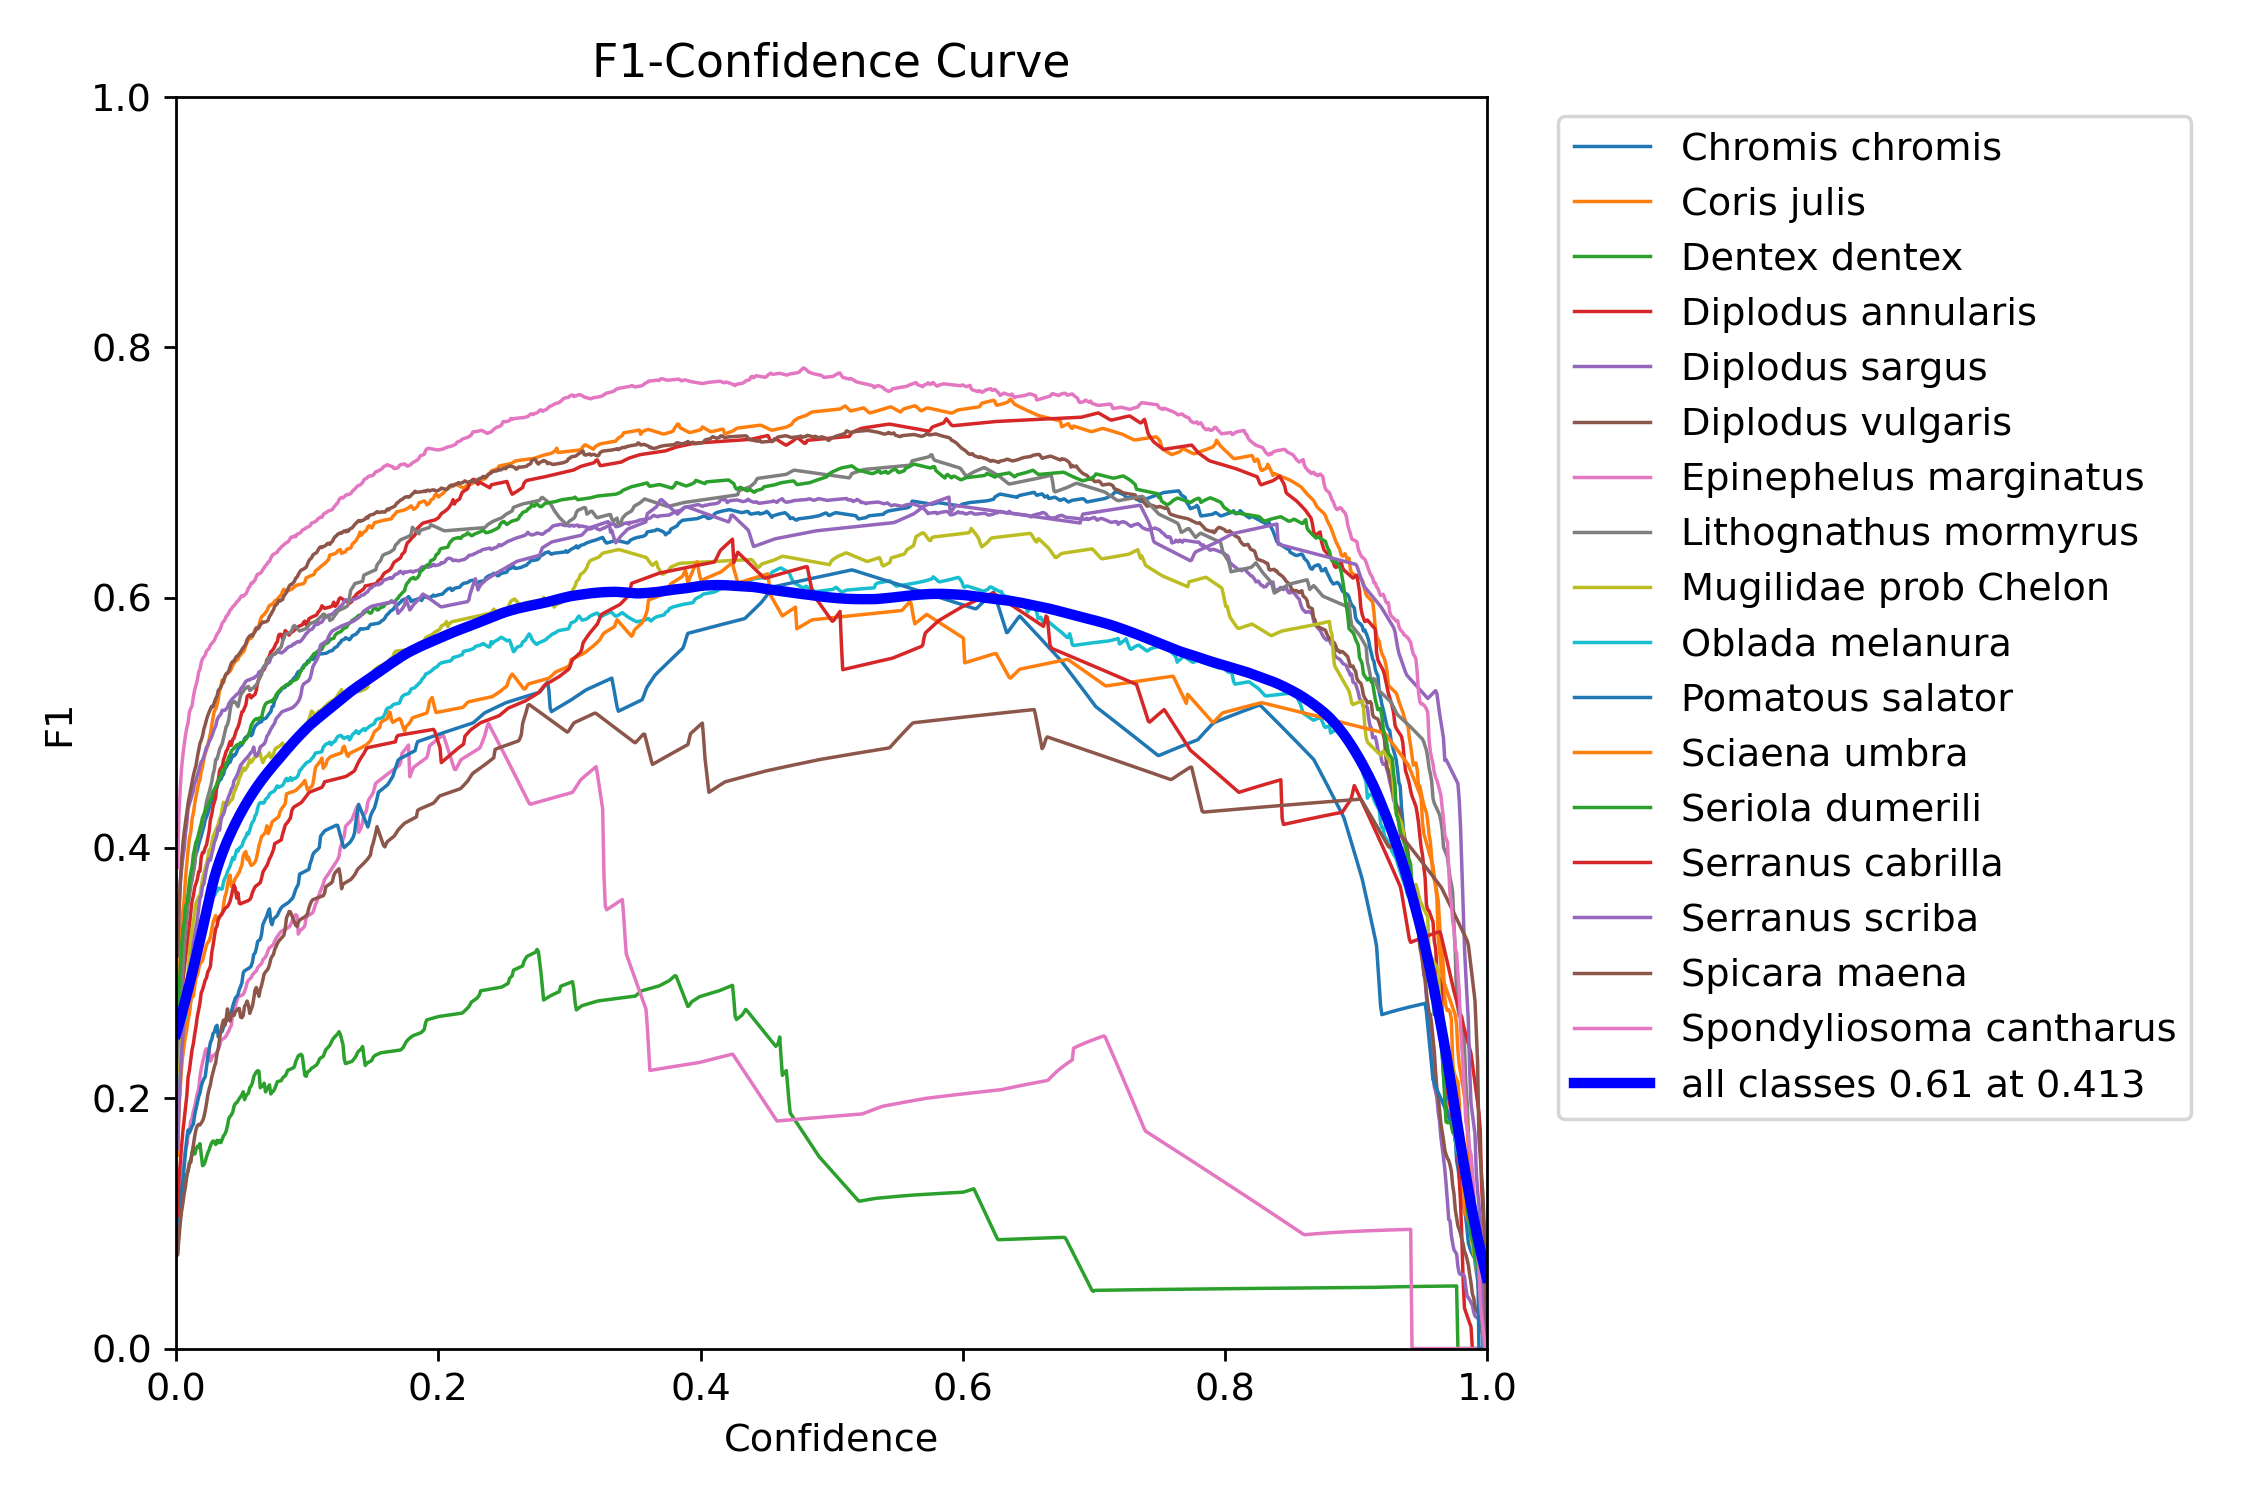 F1-Confidence Curve
1.0
0.8
0.6
0.4
0.2
0.0
F1
0.0 0.2 0.4 0.6 0.8 1.0
Confidence
Chromis chromis
Coris julis
Dentex dentex
Diplodus annularis
Diplodus sargus
Diplodus vulgaris
Epinephelus marginatus
Lithognathus mormyrus
Mugilidae prob Chelon
Oblada melanura
Pomatous salator
Sciaena umbra
Seriola dumerili
Serranus cabrilla
Serranus scriba
Spicara maena
Spondyliosoma cantharus
all classes 0.61 at 0.413